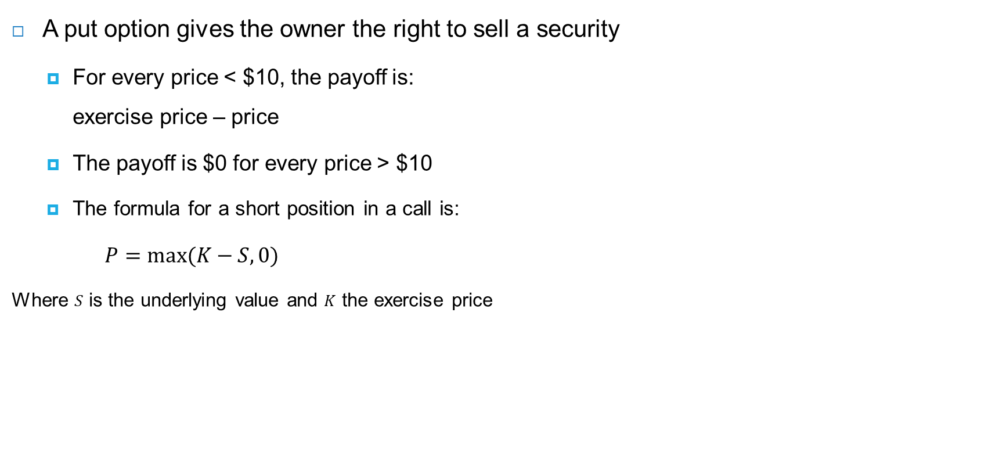 A put option gives the owner the right to sell a security
For every price < $10, the payoff is:
exercise price – price
The payoff is $0 for every price > $10
The formula for a short position in a call is:
P = max(K − S, 0)
Where S is the underlying value and K the exercise price